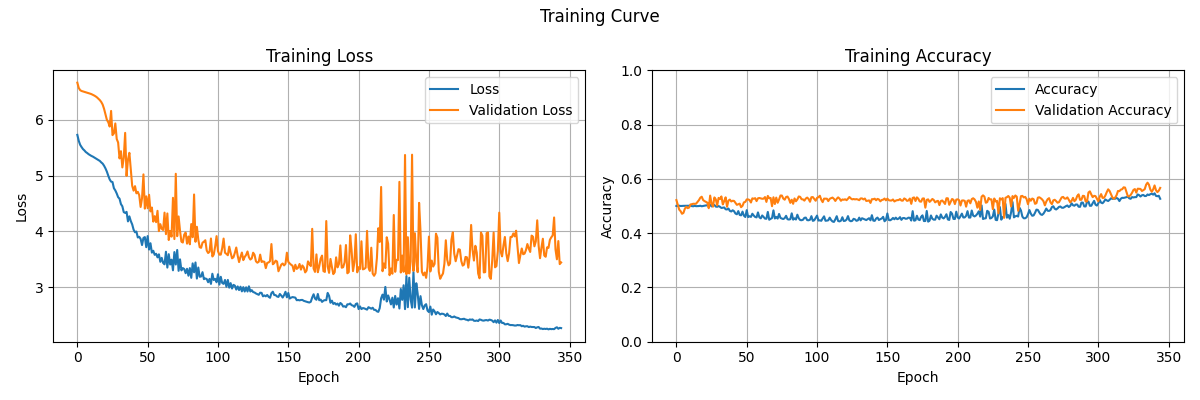 Training Curve
Training Loss
Loss
Validation Loss
6
5
4
3
Loss
0 50 100 150 200 250 300 350
Epoch
Training Accuracy
Accuracy
Validation Accuracy
1.0
0.8
0.6
0.4
0.2
0.0
Accuracy
0 50 100 150 200 250 300 350
Epoch